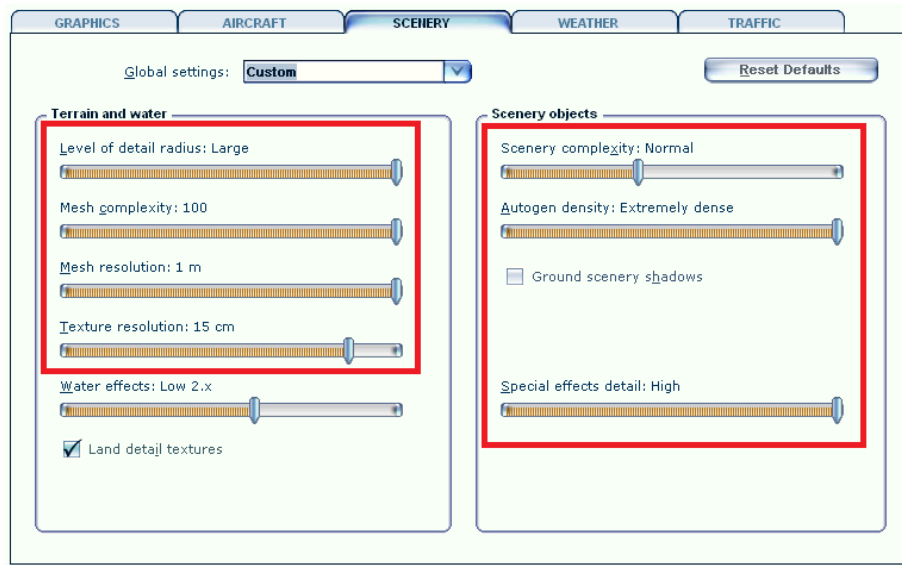 GRAPHICS AIRCRAFT SCENERY WEATHER TRAFFIC
Global settings: Custom Reset Defaults
Terrain and water
Level of detail radius: Large
Mesh complexity: 100
Mesh resolution: 1 m
Texture resolution: 15 cm
Water effects: Low 2.x
Land detail textures
Scenery objects
Scenery complexity: Normal
Autogen density: Extremely dense
Ground scenery shadows
Special effects detail: High